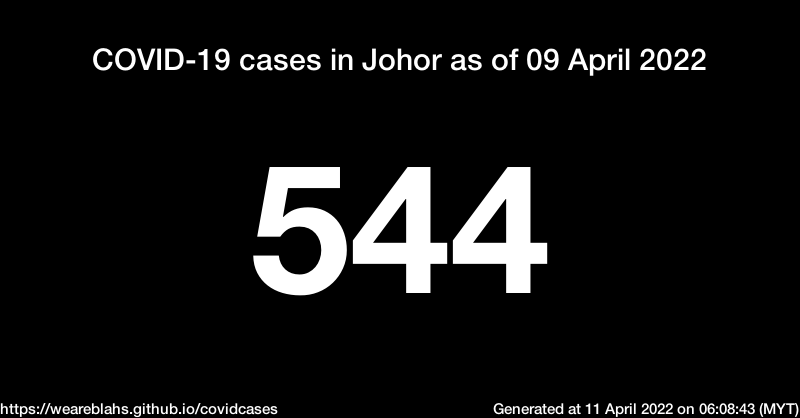 COVID-19 cases in Johor as of 09 April 2022
544
https://weareblahs.github.io/covidcases
Generated at 11 April 2022 on 06:08:43 (MYT)